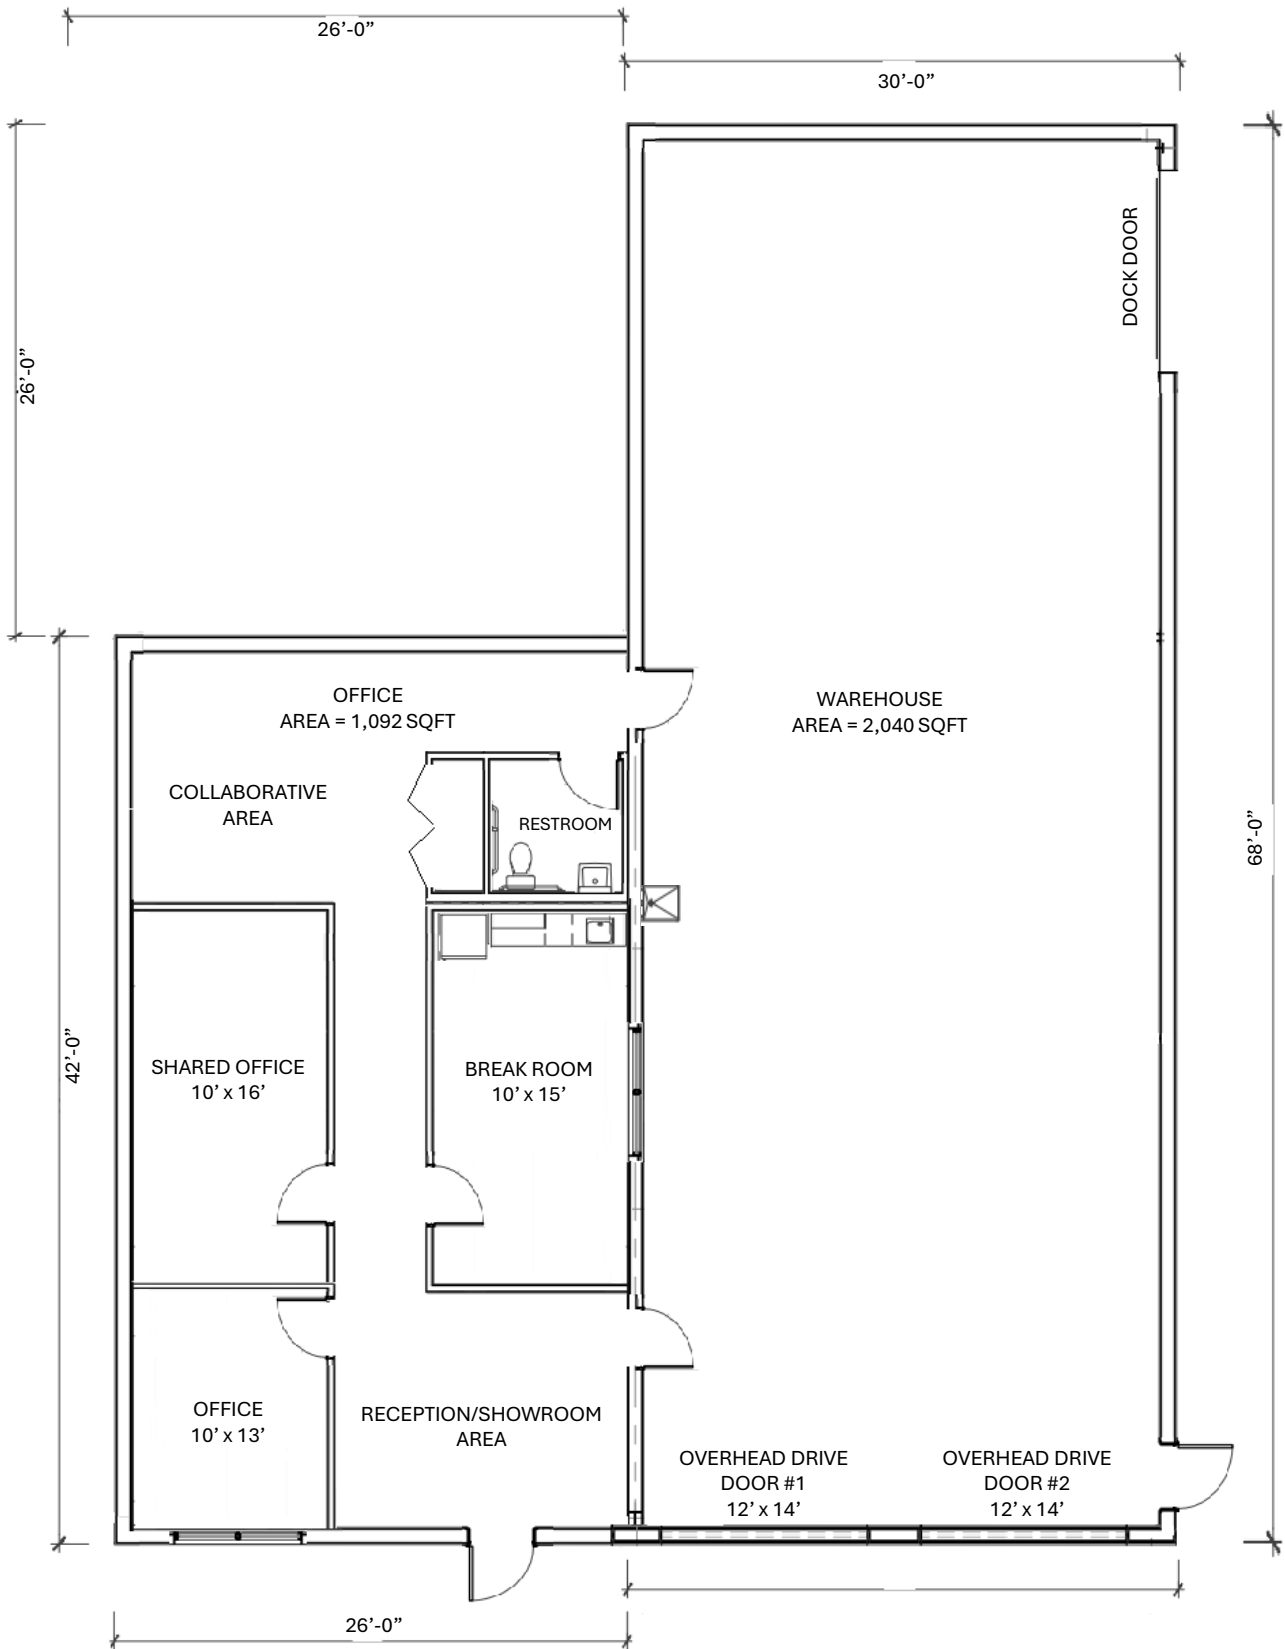 26’-0”
30’-0”
DOCK DOOR
26’-0”
OFFICE
AREA = 1,092 SQFT
WAREHOUSE
AREA = 2,040 SQFT
COLLABORATIVE
AREA
RESTROOM
68’-0”
42’-0”
SHARED OFFICE
10’ x 16’
BREAK ROOM
10’ x 15’
OFFICE
10’ x 13’
RECEPTION/SHOWROOM
AREA
OVERHEAD DRIVE
DOOR #1
12’ x 14’
OVERHEAD DRIVE
DOOR #2
12’ x 14’
26’-0”